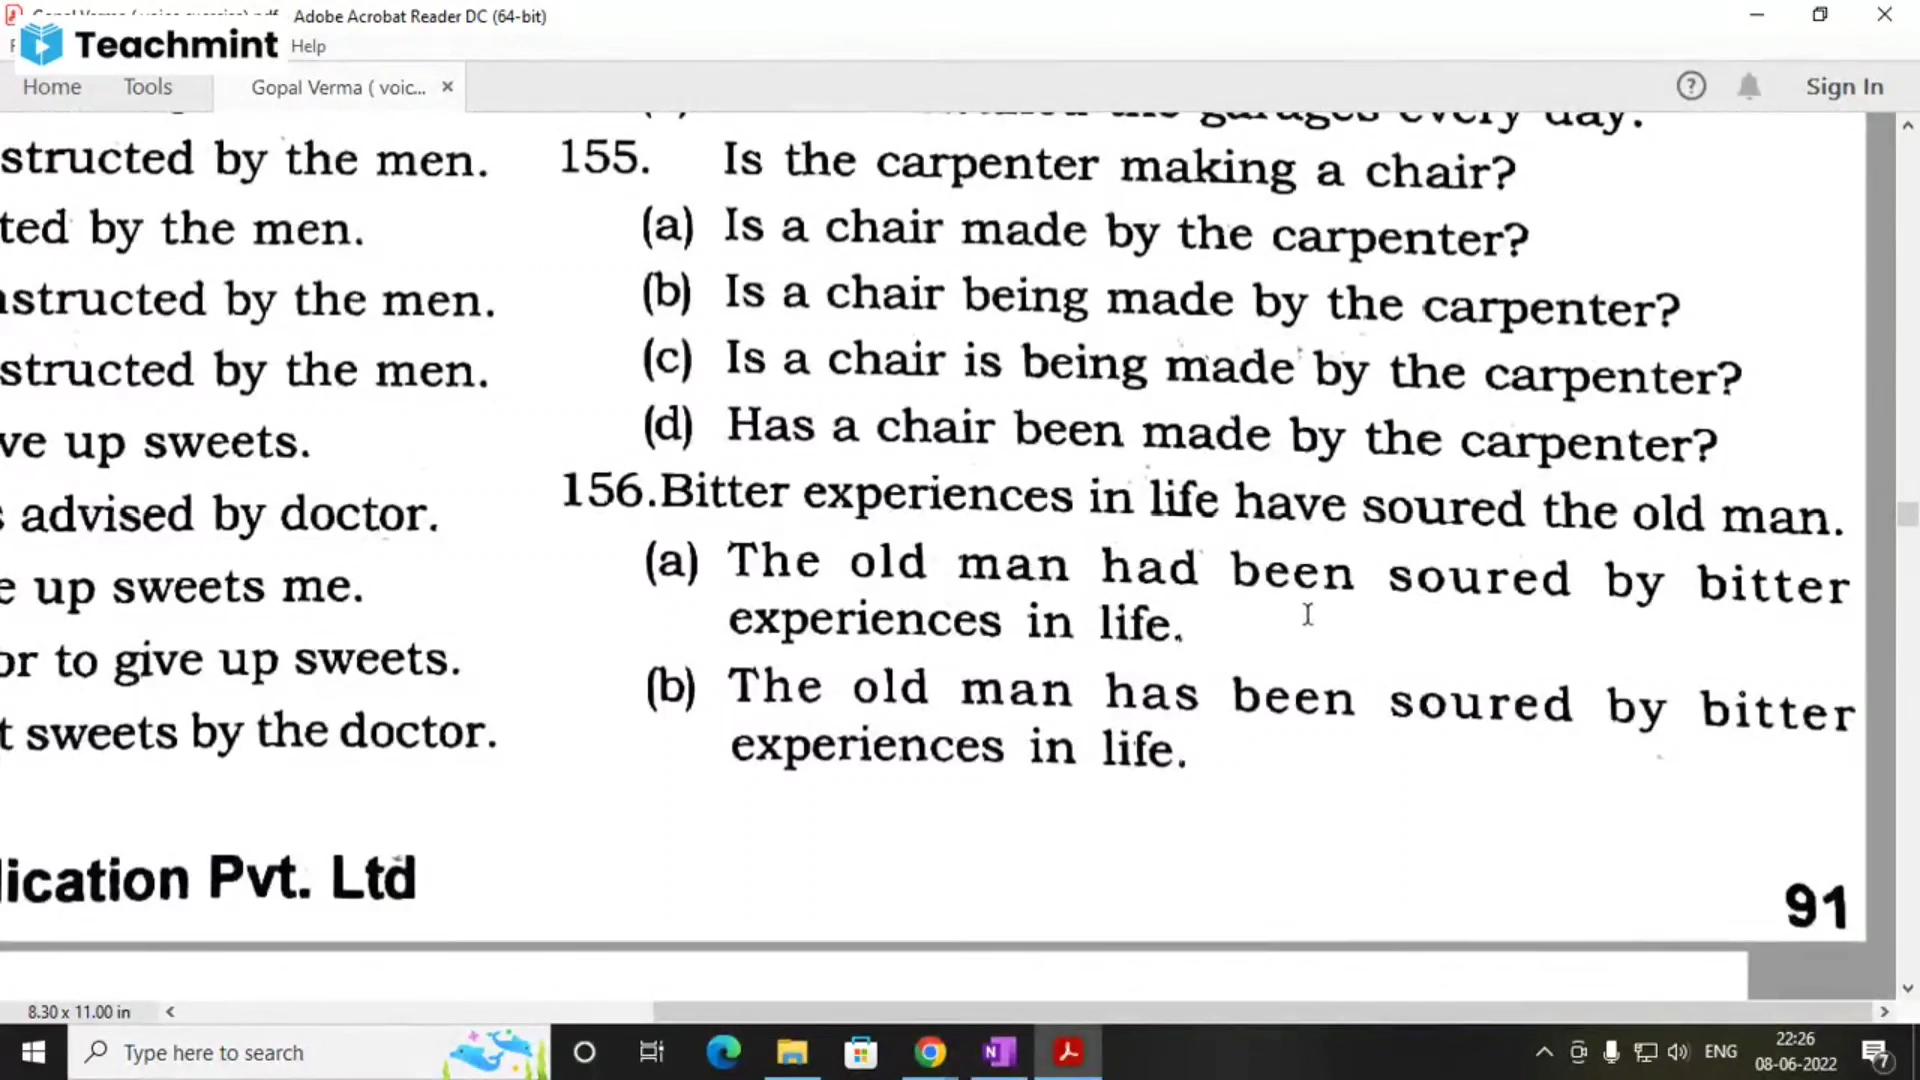 Adobe Acrobat Reader DC (64-bit)
Teachmint
Help
Home Tools Gopal Verma ( voic... × Sign In
structed by the men.
ted by the men.
nstructed by the men.
structed by the men.
ve up sweets.
s advised by doctor.
e up sweets me.
or to give up sweets.
t sweets by the doctor.
lication Pvt. Ltd
garages every day.
155. Is the carpenter making a chair?
(a) Is a chair made by the carpenter?
(b) Is a chair being made by the carpenter?
(c) Is a chair is being made by the carpenter?
(d) Has a chair been made by the carpenter?
156.Bitter experiences in life have soured the old man.
(a) The old man had been soured by bitter
experiences in life.
(b) The old man has been soured by bitter
experiences in life.
91
8.30 x 11.00 in
Type here to search
ENG
22:26
08-06-2022
7